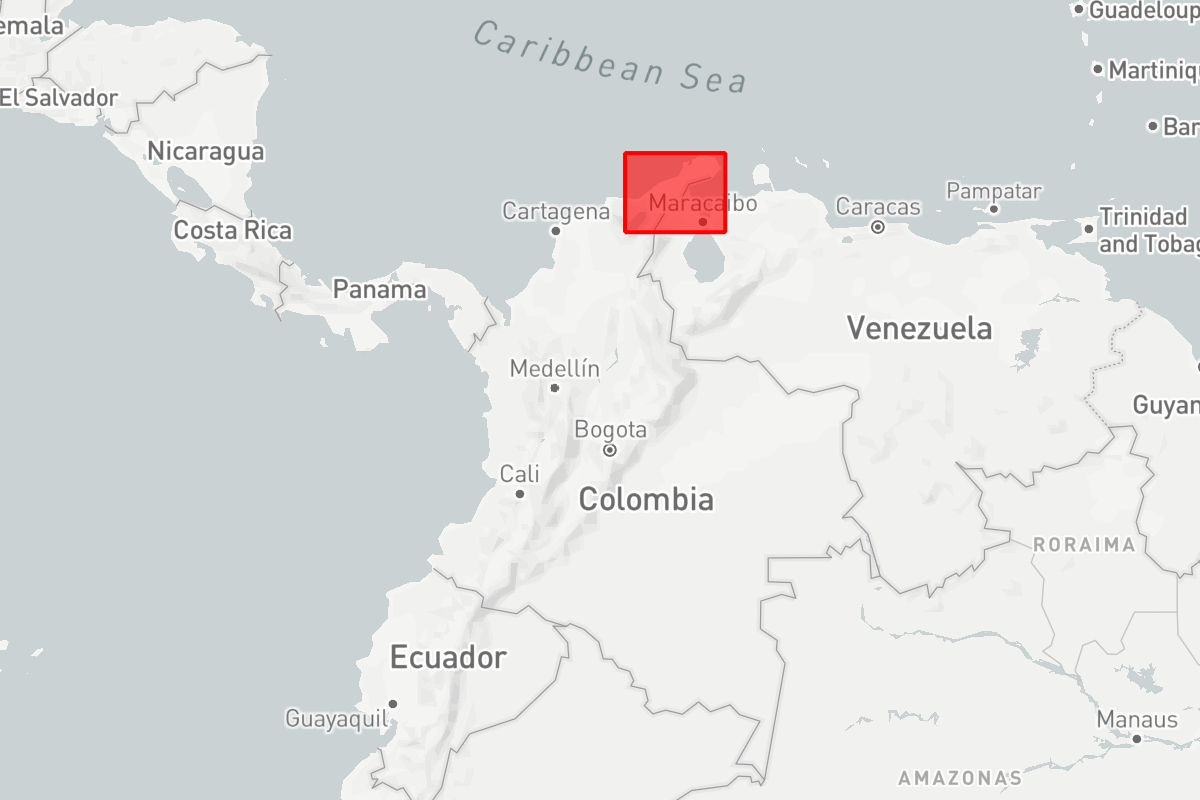 Guadeloup
emala
Caribbean Sea
Martiniqu
El Salvador
Bar
Nicaragua
Pampatar
Maracaibo
Cartagena
Caracas
Trinidad
and Tobag
Costa Rica
Panama
Venezuela
Medellín
Guyan
Bogota
Cali
Colombia
RORAIMA
Ecuador
Guayaquil
Manaus
AMAZONAS